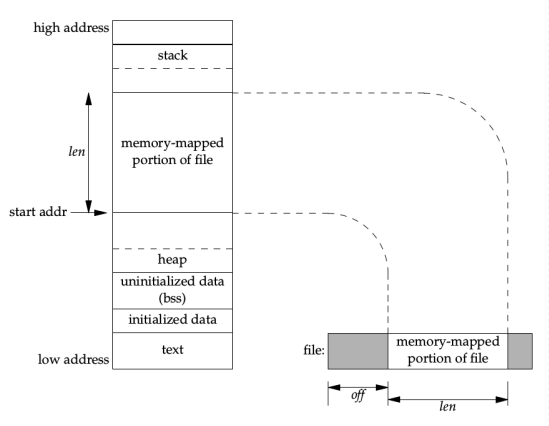 high address
stack
len
memory-mapped
portion of file
start addr
heap
uninitialized data
(bss)
initialized data
low address
text
file:
memory-mapped
portion of file
off
len